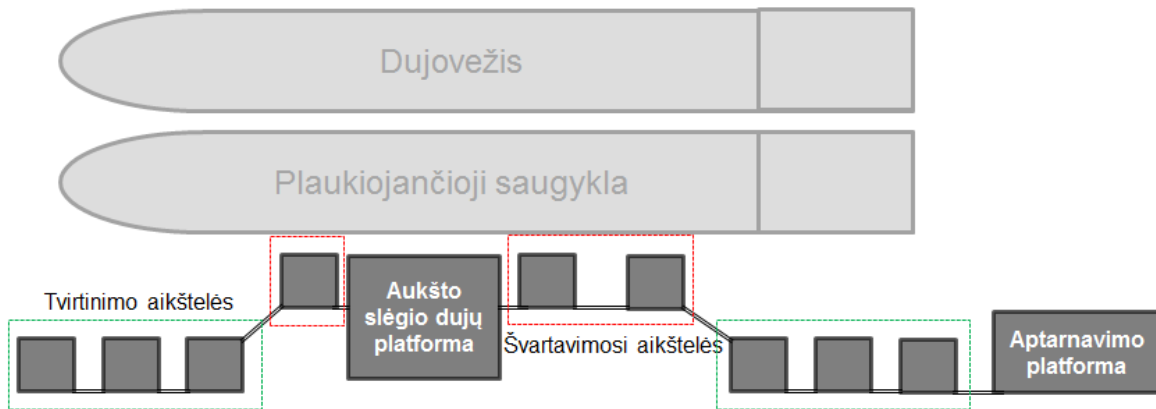 Dujovežis
Plaukiojančioji saugykla
Tvirtinimo aikštelės
Aukšto
slėgio dujų
platforma
Švartavimosi aikštelės
Aptarnavimo
platforma